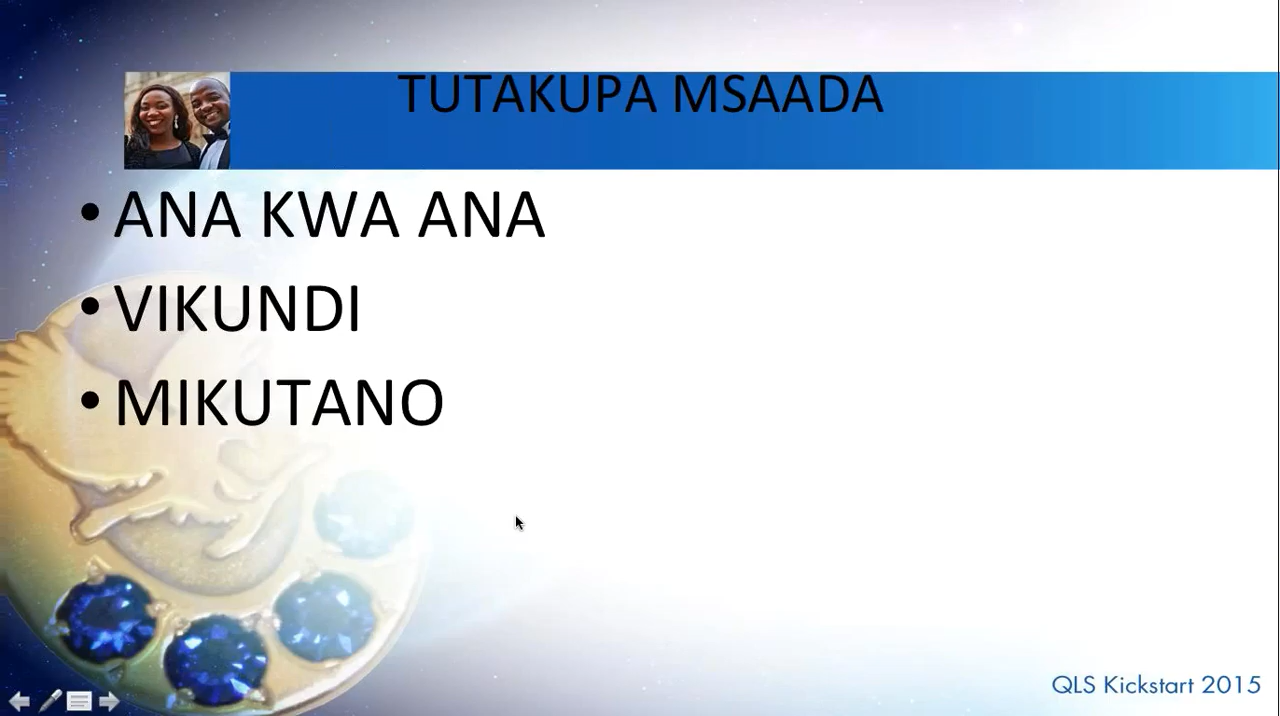 TUTAKUPA MSAADA
• ANA KWA ANA
• VIKUNDI
• MIKUTANO
QLS Kickstart 2015